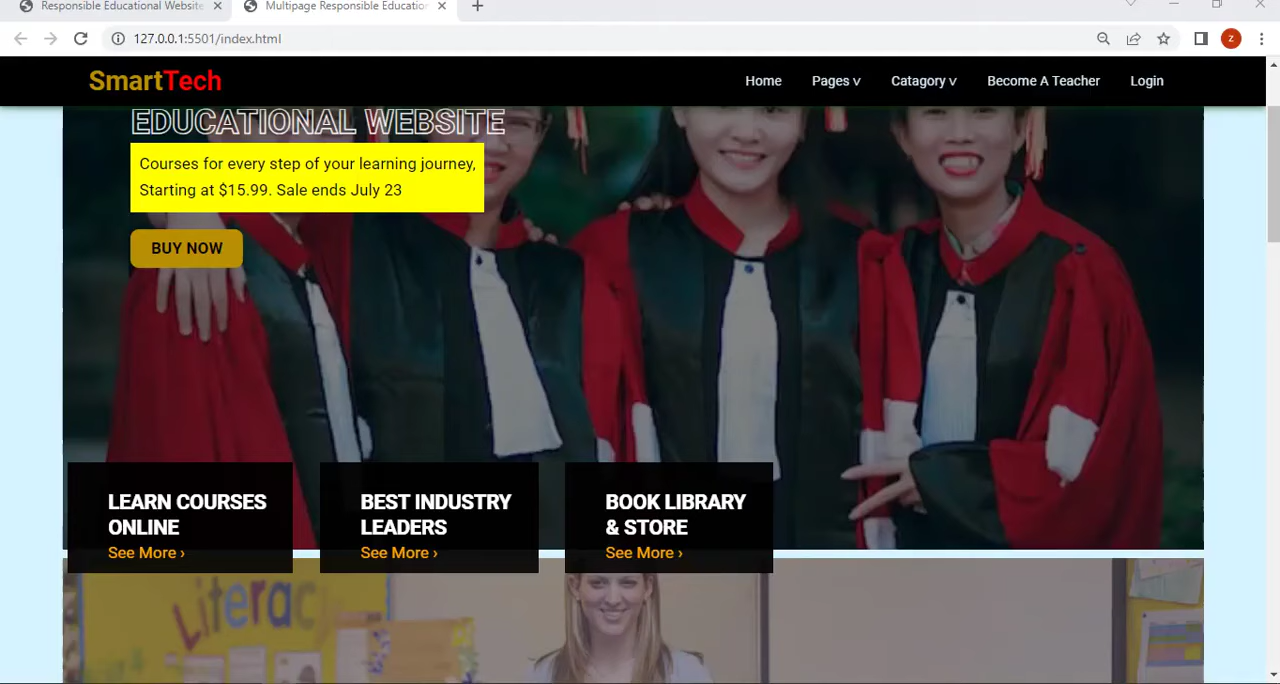 Responsible Educational Website
Multipage Responsible Educatio
127.0.0.1:5501/index.html
z
SmartTech
Home
Pages v
Catagory v
Become A Teacher
Login
EDUCATIONAL WEBSITE
Courses for every step of your learning journey,
Starting at $15.99. Sale ends July 23
BUY NOW
LEARN COURSES
ONLINE
See More ›
BEST INDUSTRY
LEADERS
See More ›
BOOK LIBRARY
& STORE
See More ›
Literac